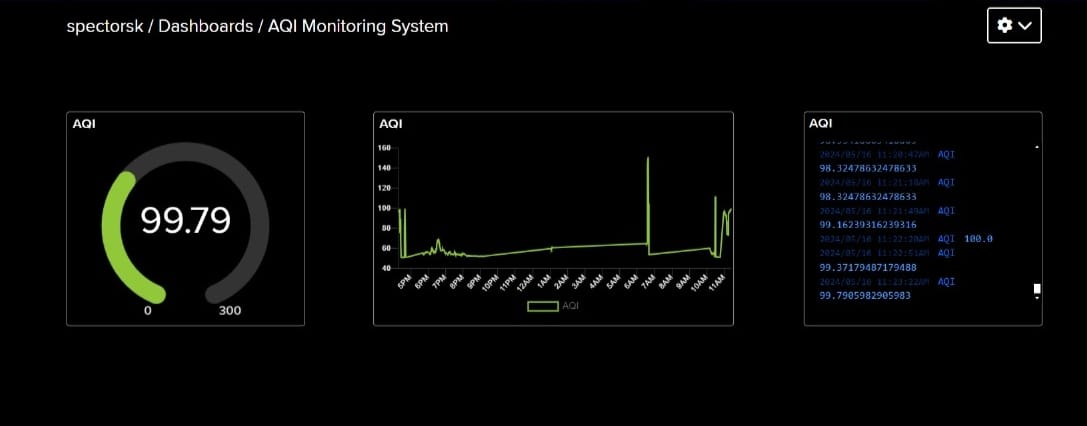 spectorsk / Dashboards / AQI Monitoring System
AQI
99.79
0
300
AQI
160
140
120
100
80
60
40
5PM 6PM 7PM 8PM 9PM 10PM 11PM 12AM 1AM 2AM 3AM 4AM 5AM 6AM 7AM 8AM 9AM 10AM 11AM
AQI
AQI
2024/05/16 11:20:47AM AQI
98.32478632478633
2024/05/16 11:21:18AM AQI
98.32478632478633
2024/05/16 11:21:49AM AQI
99.16239316239316
2024/05/16 11:22:20AM AQI 100.0
2024/05/16 11:22:51AM AQI
99.37179487179488
2024/05/16 11:23:22AM AQI
99.7905982905983